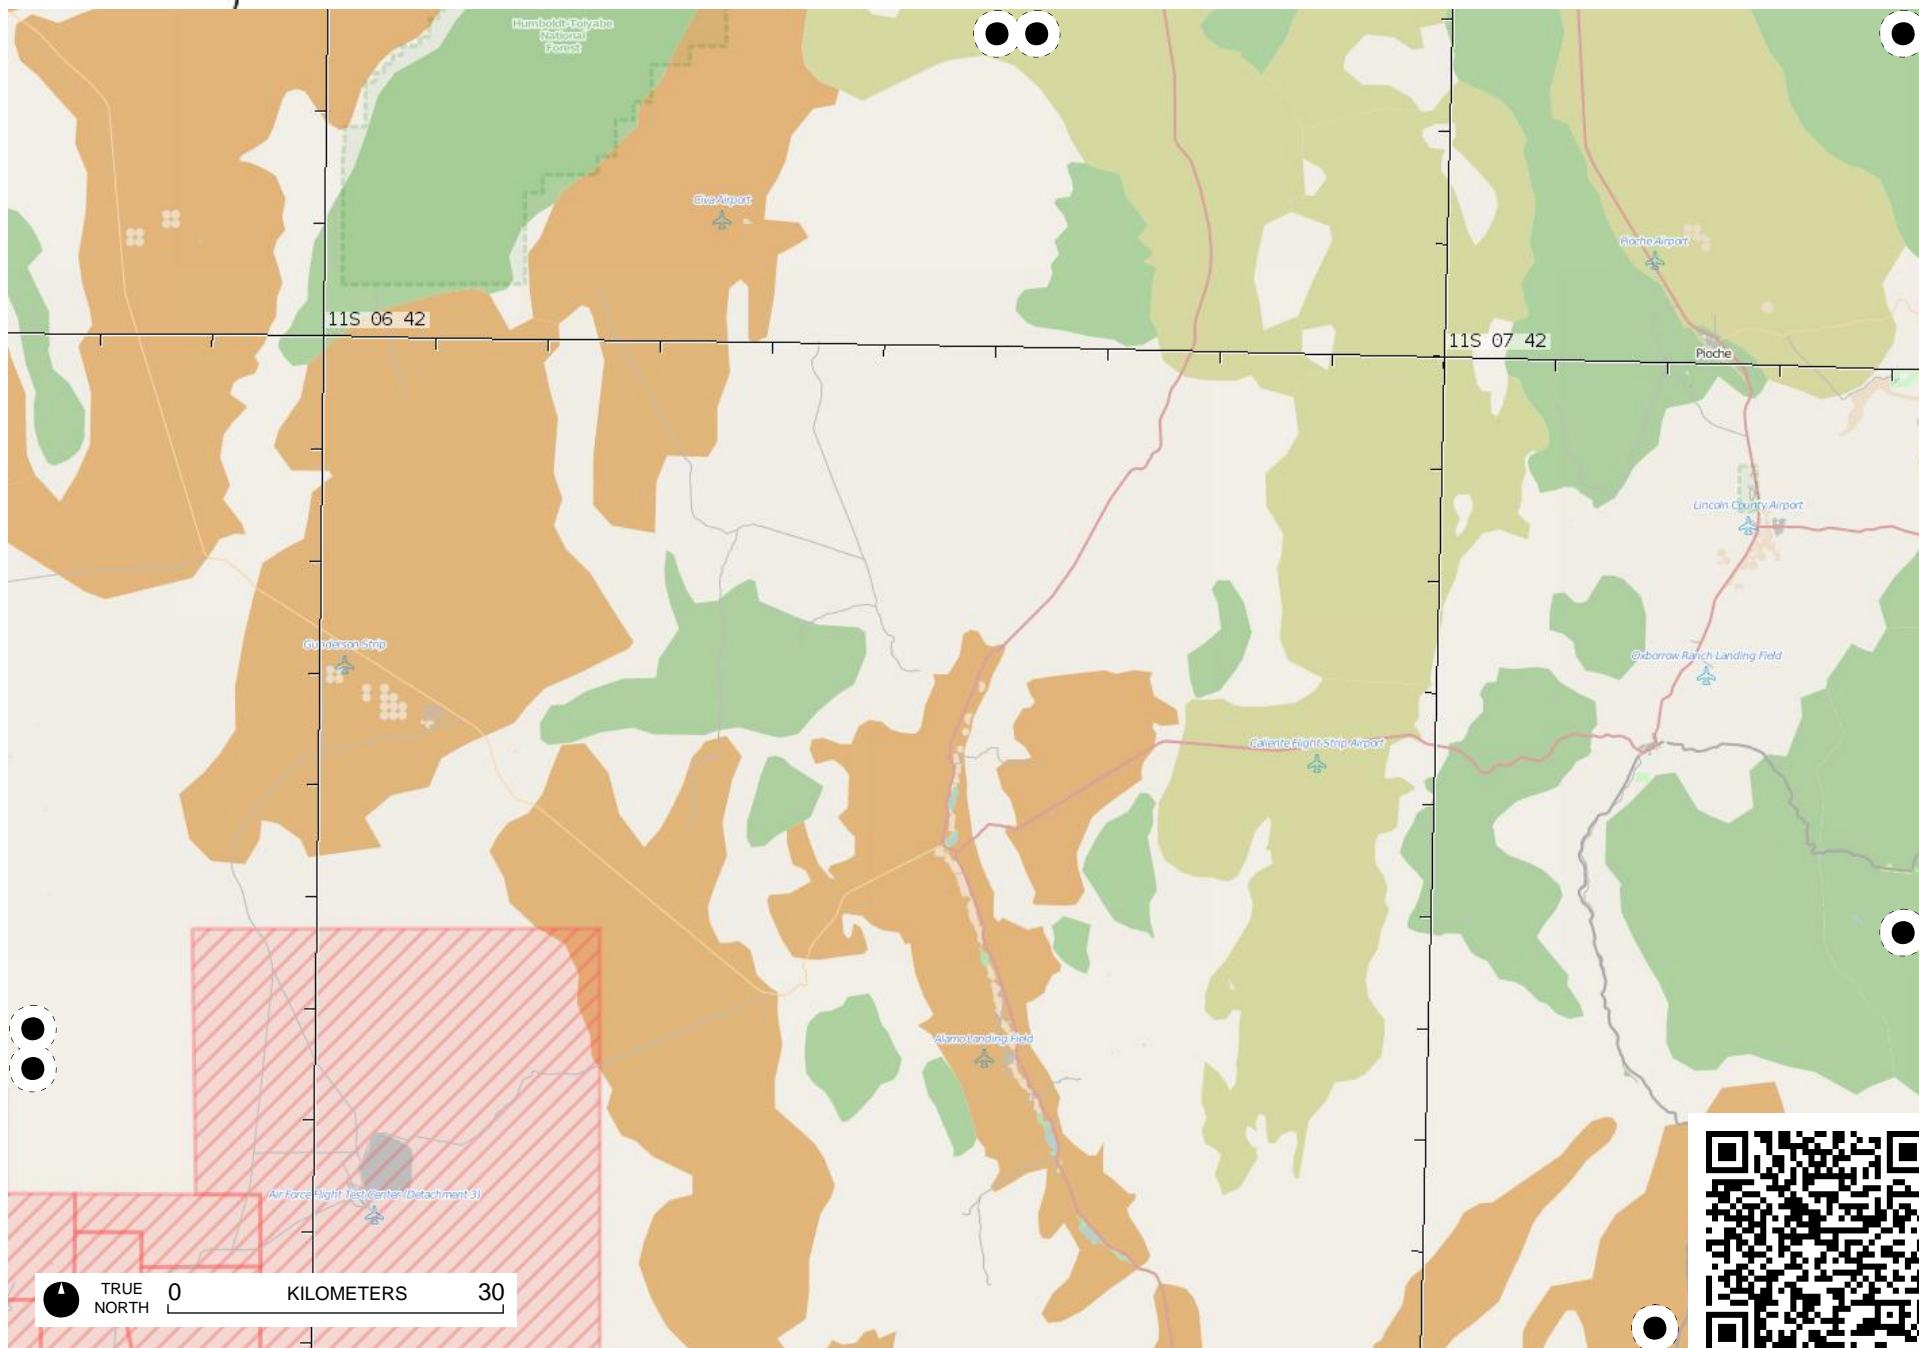 Humboldt-Toiyabe
National
Forest
Civa Airport
Pioche Airport
11S 06 42
11S 07 42
Pioche
Lincoln County Airport
Gunderson Strip
Oxborrow Ranch Landing Field
Caliente Flight Strip Airport
Alamo Landing Field
Air Force Flight Test Center (Detachment 3)
TRUE
NORTH
0 KILOMETERS 30